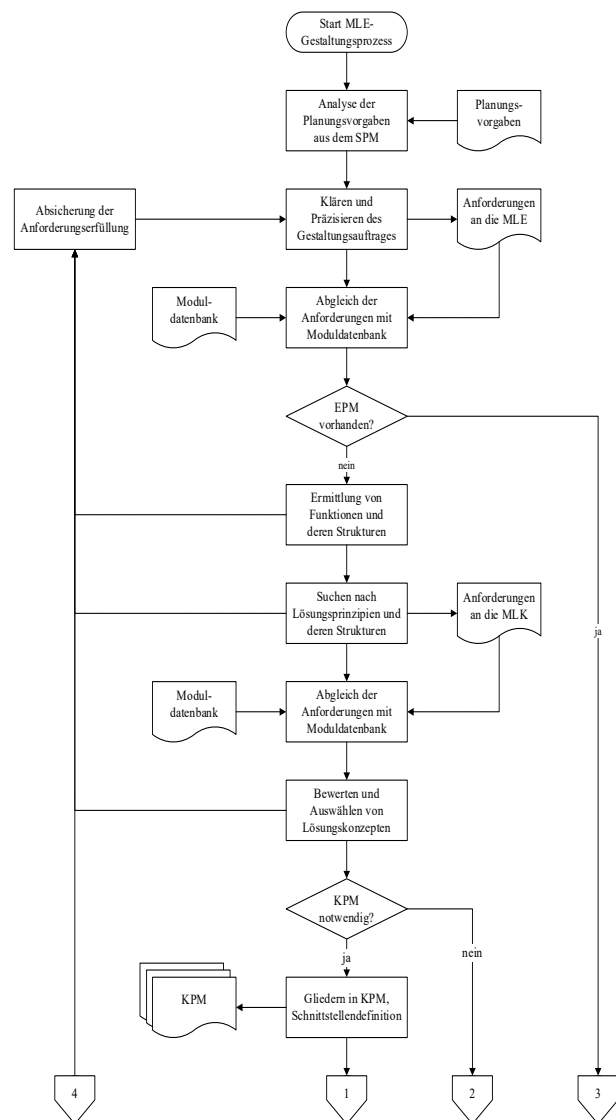 Start MLE-
Gestaltungsprozess
Analyse der
Planungsvorgaben
aus dem SPM
Planungs-
vorgaben
Absicherung der
Anforderungserfüllung
Klären und
Präzisieren des
Gestaltungsauftrages
Anforderungen
an die MLE
Modul-
datenbank
Abgleich der
Anforderungen mit
Moduldatenbank
EPM
vorhanden?
nein
ja
Ermittlung von
Funktionen und
deren Strukturen
Suchen nach
Lösungsprinzipien und
deren Strukturen
Anforderungen
an die MLK
Modul-
datenbank
Abgleich der
Anforderungen mit
Moduldatenbank
Bewerten und
Auswählen von
Lösungskonzepten
KPM
notwendig?
ja
nein
KPM
Gliedern in KPM,
Schnittstellendefinition
4
1
2
3